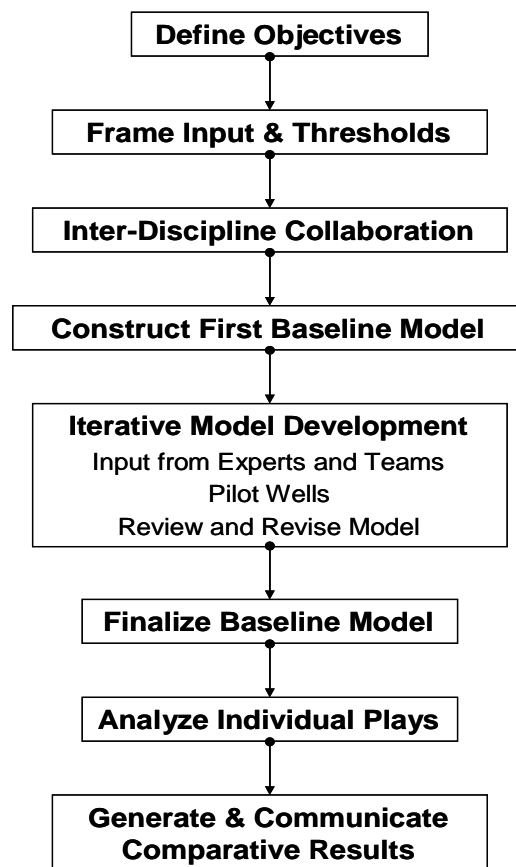 Define Objectives
Frame Input & Thresholds
Inter-Discipline Collaboration
Construct First Baseline Model
Iterative Model Development
Input from Experts and Teams
Pilot Wells
Review and Revise Model
Finalize Baseline Model
Analyze Individual Plays
Generate & Communicate
Comparative Results